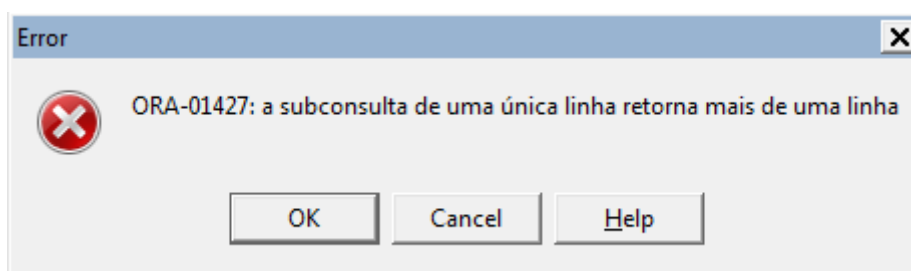 Error
ORA-01427: a subconsulta de uma única linha retorna mais de uma linha
OK
Cancel
Help